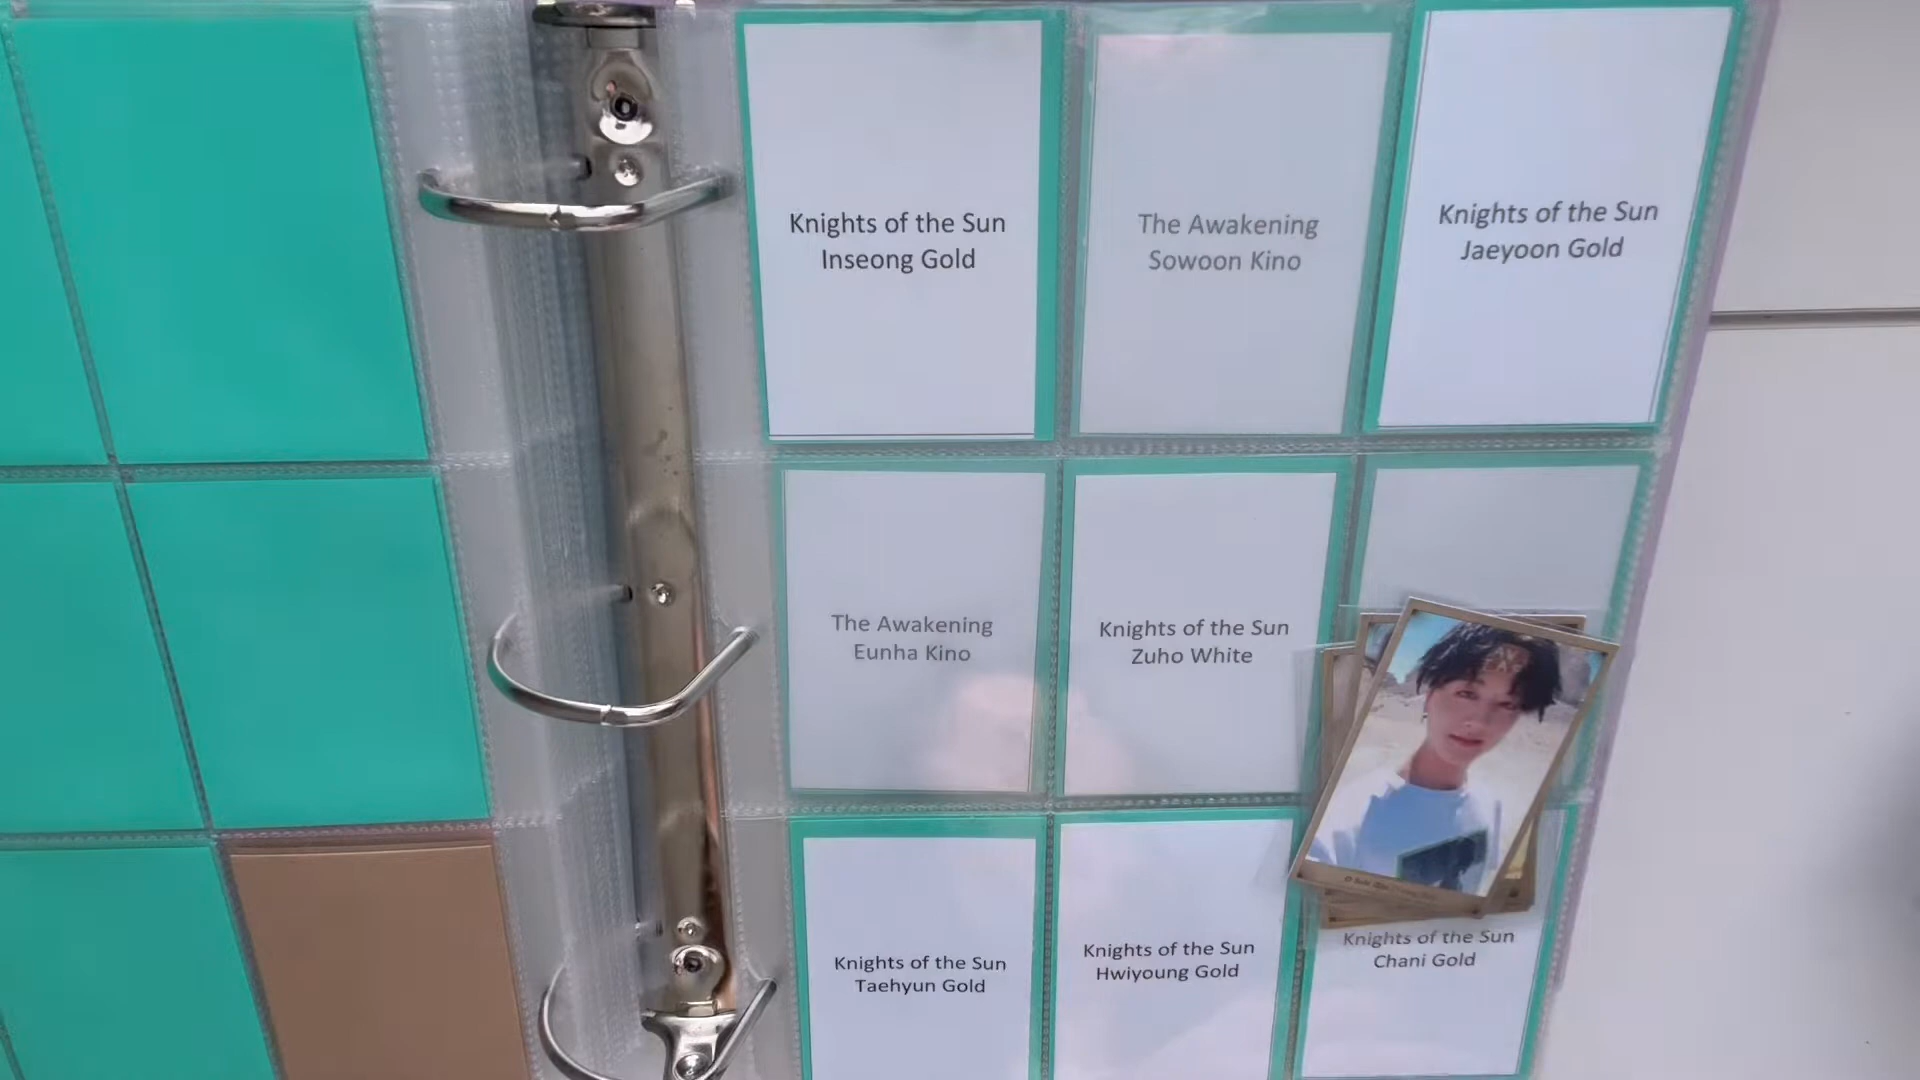 Knights of the Sun
Inseong Gold
The Awakening
Sowoon Kino
Knights of the Sun
Jaeyoon Gold
The Awakening
Eunha Kino
Knights of the Sun
Zuho White
Knights of the Sun
Taehyun Gold
Knights of the Sun
Hwiyoung Gold
Knights of the Sun
Chani Gold